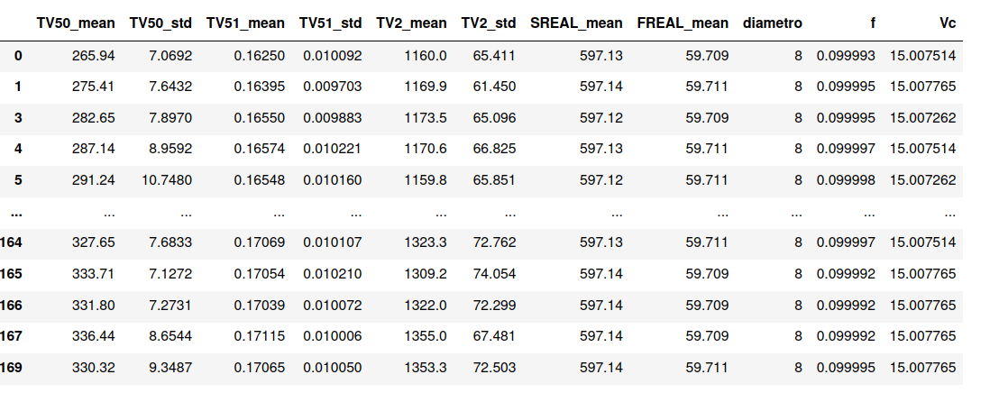 TV50_mean TV50_std TV51_mean TV51_std TV2_mean TV2_std SREAL_mean FREAL_mean diametro f Vc
0 265.94 7.0692 0.16250 0.010092 1160.0 65.411 597.13 59.709 8 0.099993 15.007514
1 275.41 7.6432 0.16395 0.009703 1169.9 61.450 597.14 59.711 8 0.099995 15.007765
3 282.65 7.8970 0.16550 0.009883 1173.5 65.096 597.12 59.709 8 0.099995 15.007262
4 287.14 8.9592 0.16574 0.010221 1170.6 66.825 597.13 59.711 8 0.099997 15.007514
5 291.24 10.7480 0.16548 0.010160 1159.8 65.851 597.12 59.711 8 0.099998 15.007262
... ... ... ... ... ... ... ... ... ... ... ...
164 327.65 7.6833 0.17069 0.010107 1323.3 72.762 597.13 59.711 8 0.099997 15.007514
165 333.71 7.1272 0.17054 0.010210 1309.2 74.054 597.14 59.709 8 0.099992 15.007765
166 331.80 7.2731 0.17039 0.010072 1322.0 72.299 597.14 59.709 8 0.099992 15.007765
167 336.44 8.6544 0.17115 0.010006 1355.0 67.481 597.14 59.709 8 0.099992 15.007765
169 330.32 9.3487 0.17065 0.010050 1353.3 72.503 597.14 59.711 8 0.099995 15.007765